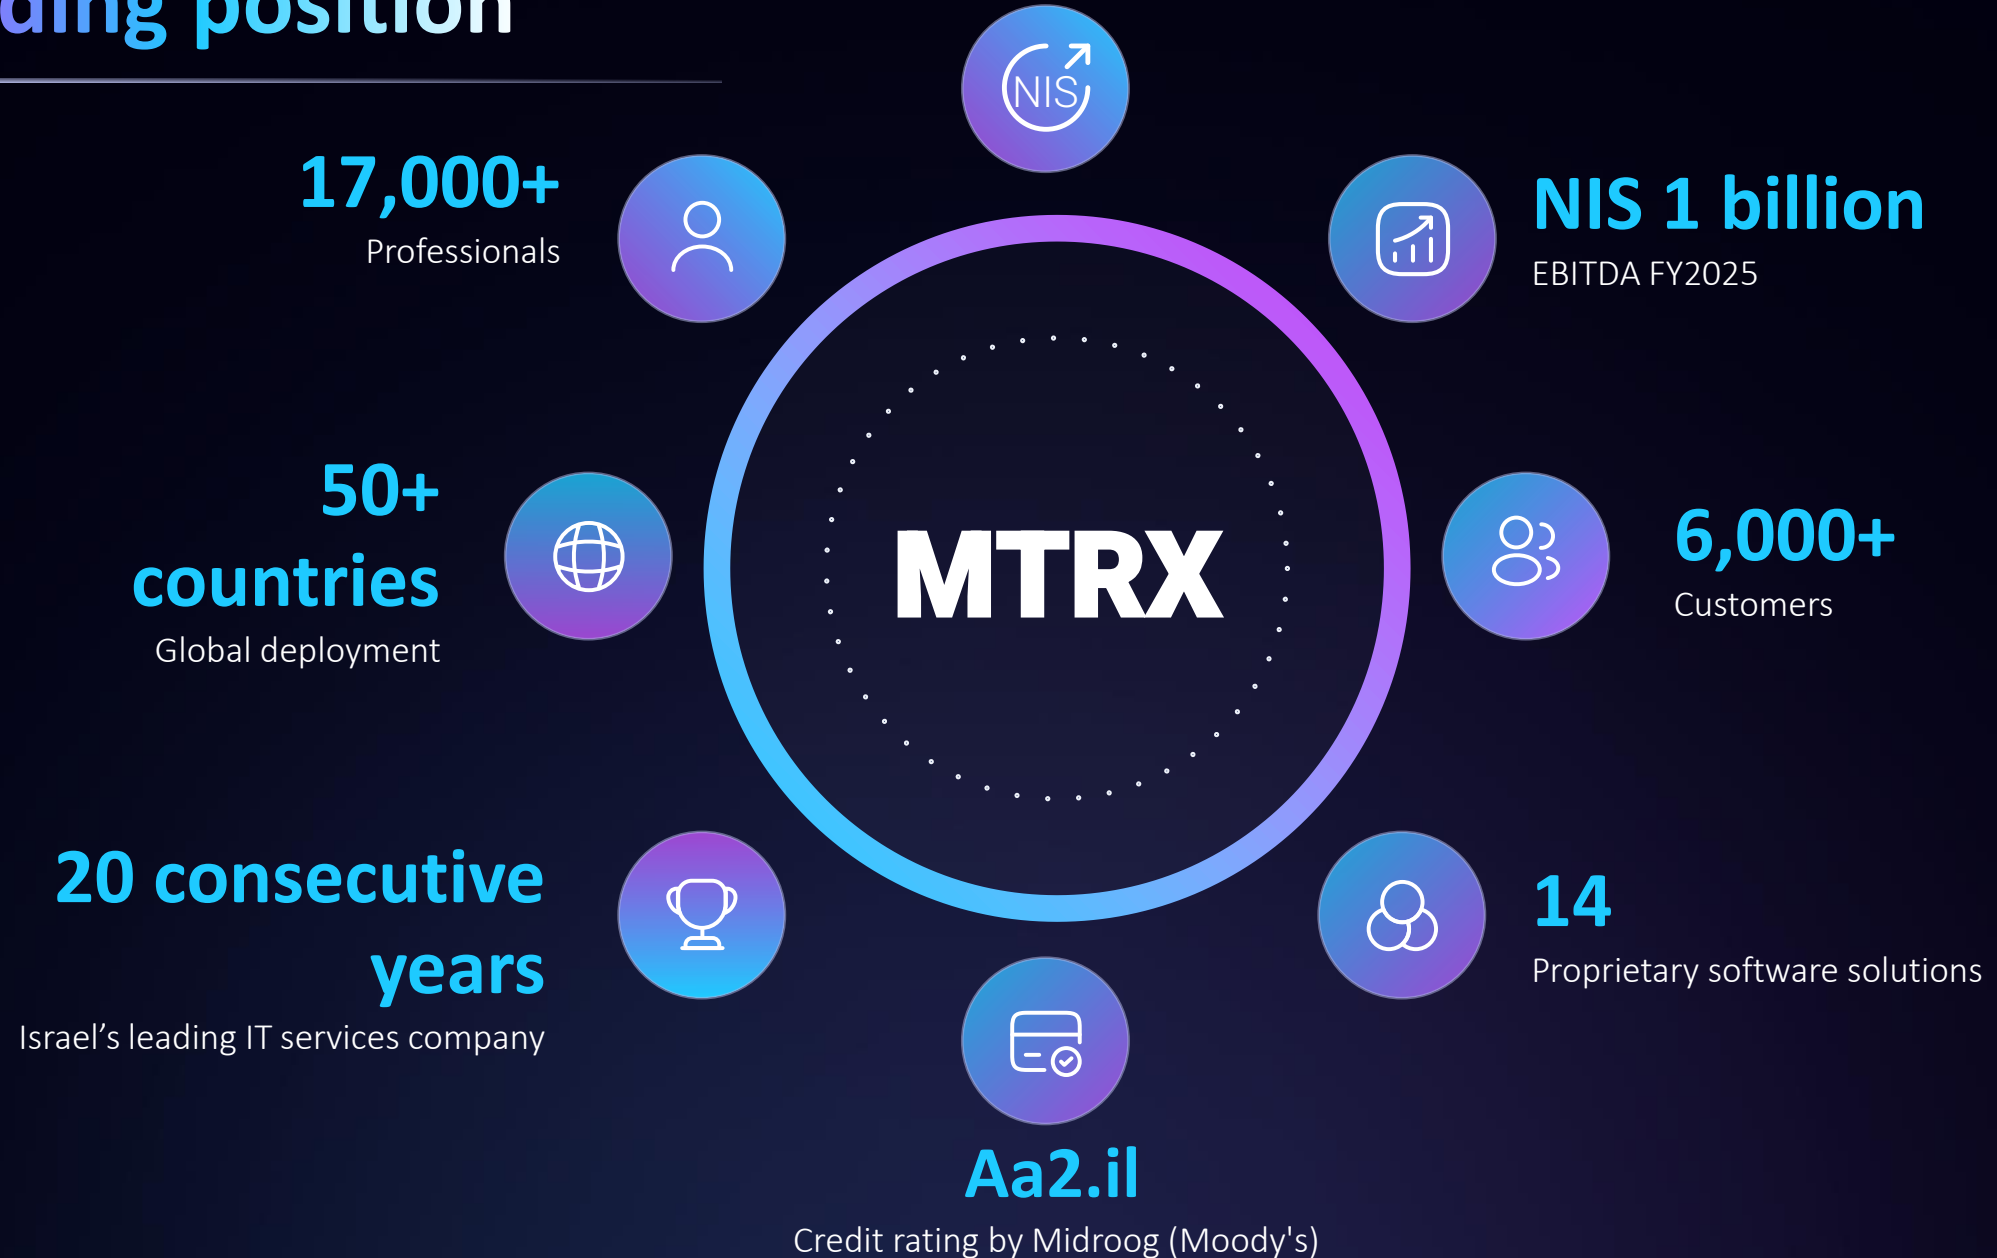 position
NIS
17,000+
Professionals
NIS 1 billion
EBITDA FY2025
50+
countries
Global deployment
MTRX
6,000+
Customers
20 consecutive
years
Israel’s leading IT services company
14
Proprietary software solutions
Aa2.il
Credit rating by Midroog (Moody's)